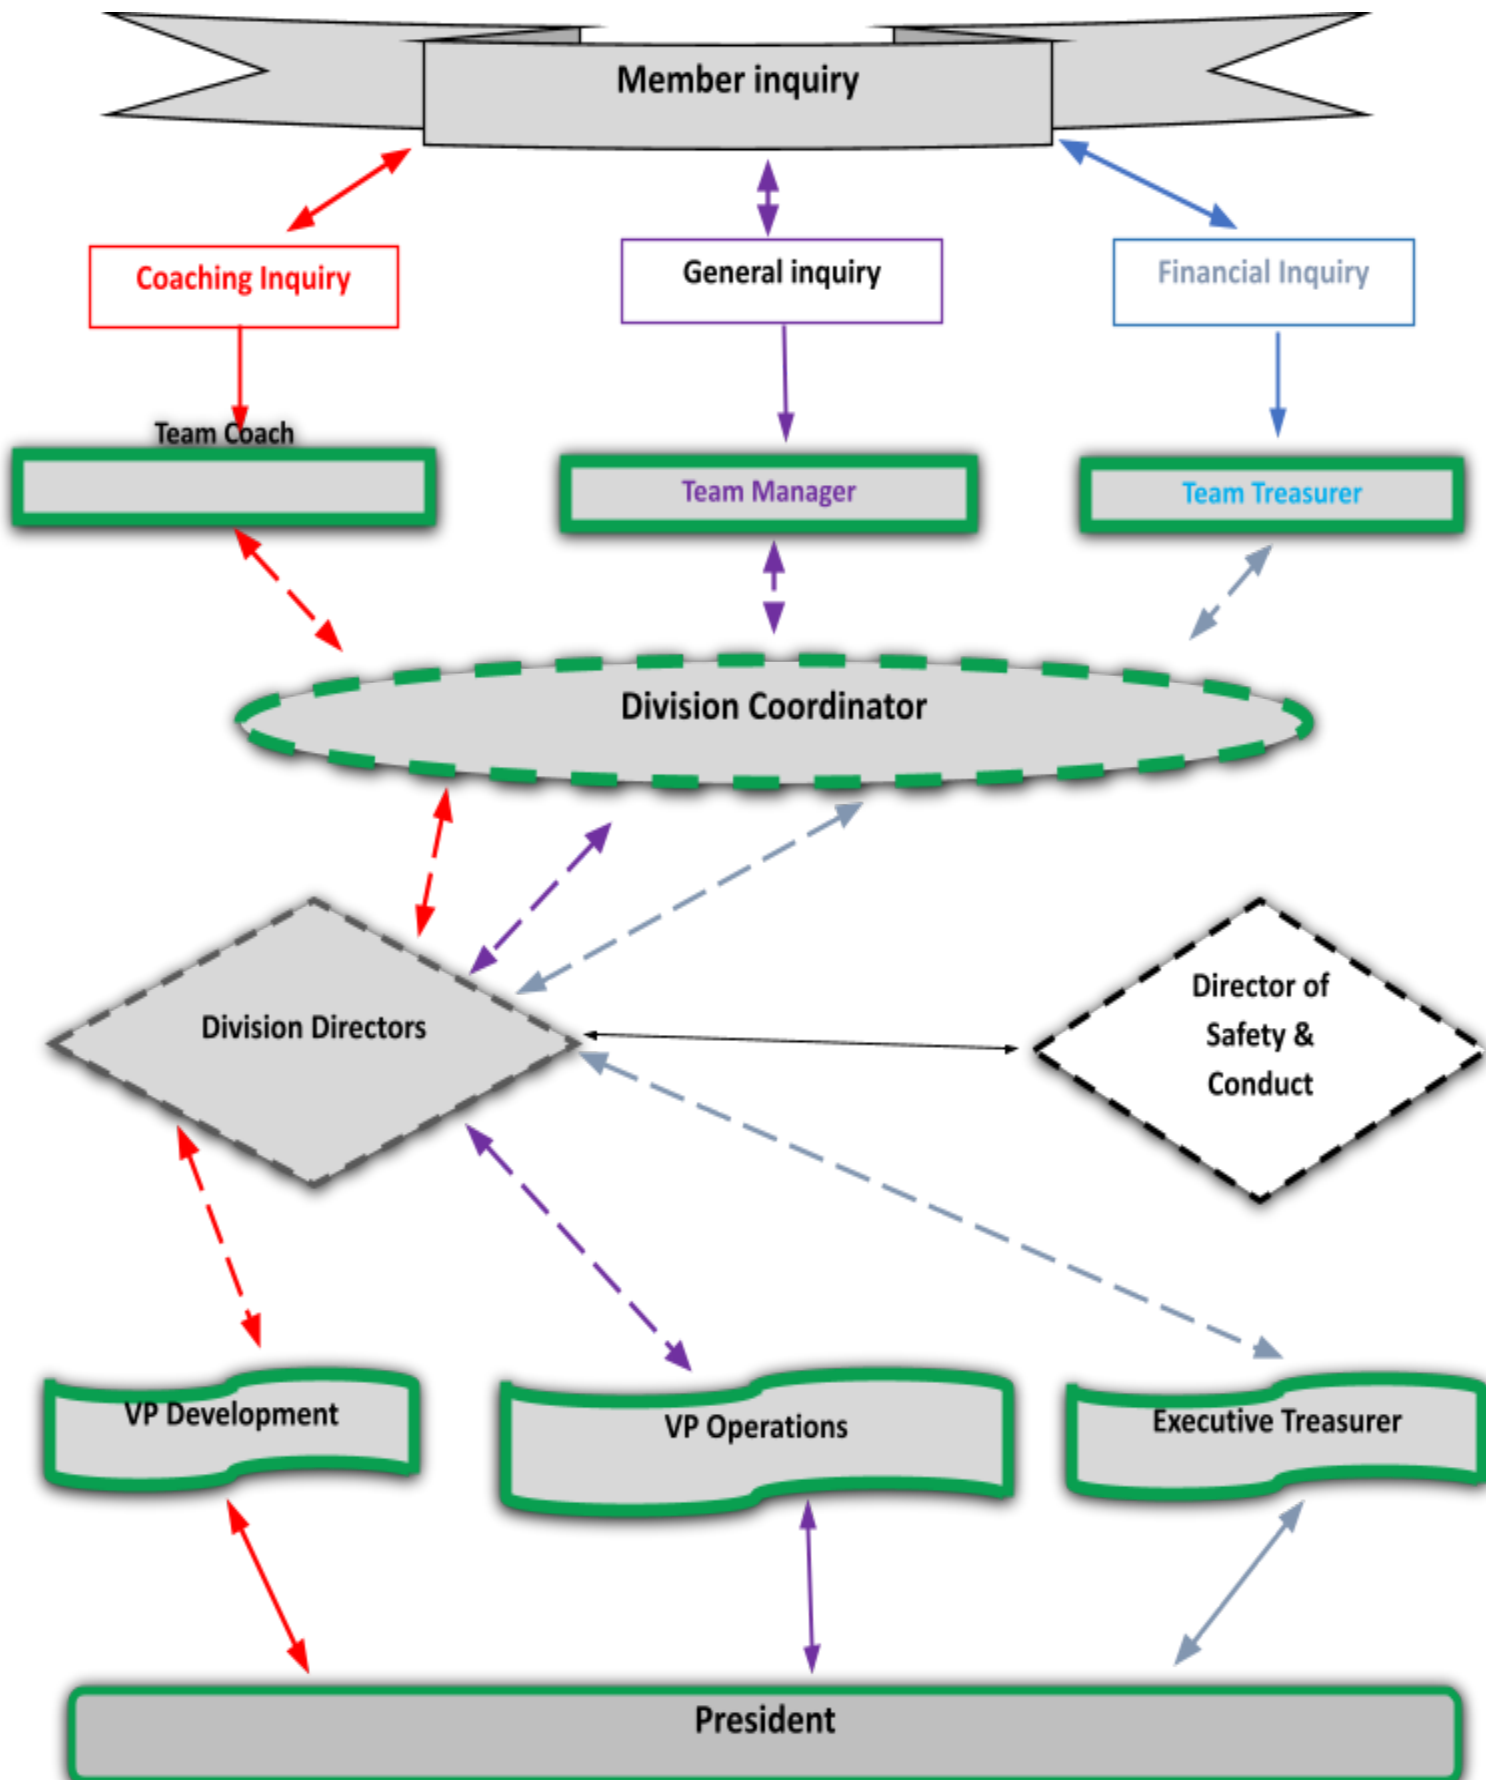 Member inquiry
Coaching Inquiry
General inquiry
Financial Inquiry
Team Coach
Team Manager
Team Treasurer
Division Coordinator
Division Directors
Director of
Safety &
Conduct
VP Development
VP Operations
Executive Treasurer
President